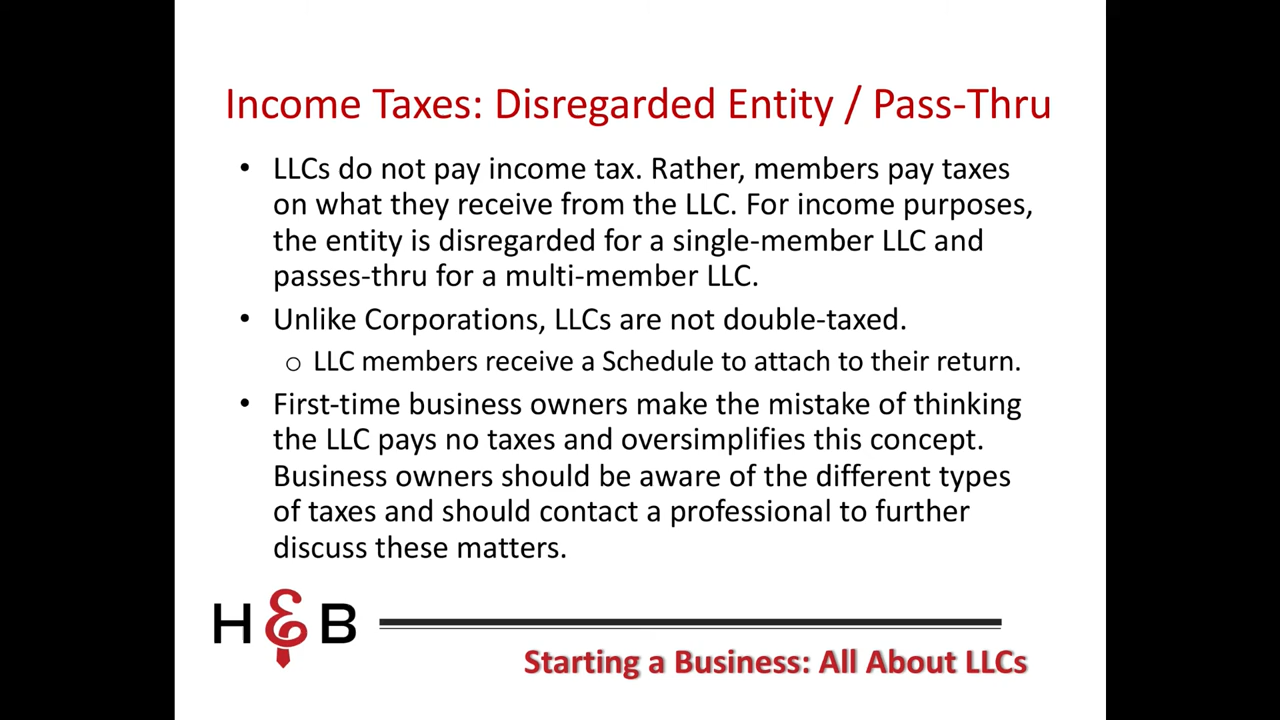 Income Taxes: Disregarded Entity / Pass-Thru
• LLCs do not pay income tax. Rather, members pay taxes
on what they receive from the LLC. For income purposes,
the entity is disregarded for a single-member LLC and
passes-thru for a multi-member LLC.
• Unlike Corporations, LLCs are not double-taxed.
o LLC members receive a Schedule to attach to their return.
• First-time business owners make the mistake of thinking
the LLC pays no taxes and oversimplifies this concept.
Business owners should be aware of the different types
of taxes and should contact a professional to further
discuss these matters.
H & B
Starting a Business: All About LLCs